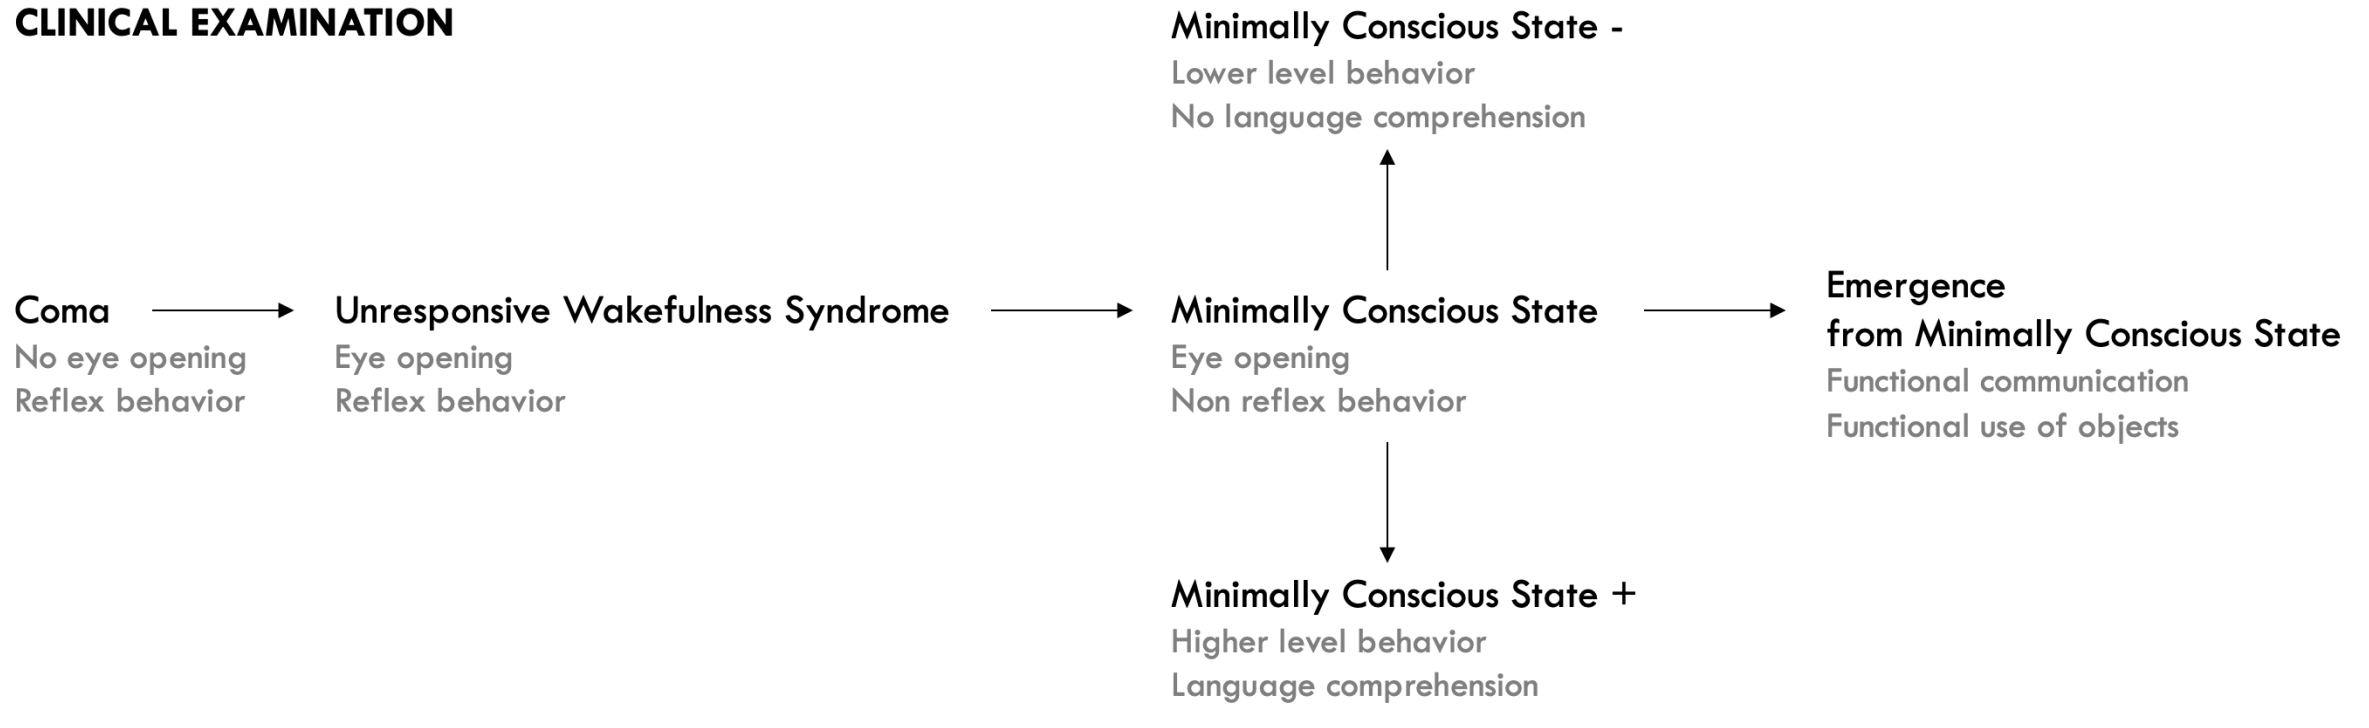 CLINICAL EXAMINATION
Minimally Conscious State -
Lower level behavior
No language comprehension
Coma
No eye opening
Reflex behavior
Unresponsive Wakefulness Syndrome
Eye opening
Reflex behavior
Minimally Conscious State
Eye opening
Non reflex behavior
Emergence
from Minimally Conscious State
Functional communication
Functional use of objects
Minimally Conscious State +
Higher level behavior
Language comprehension